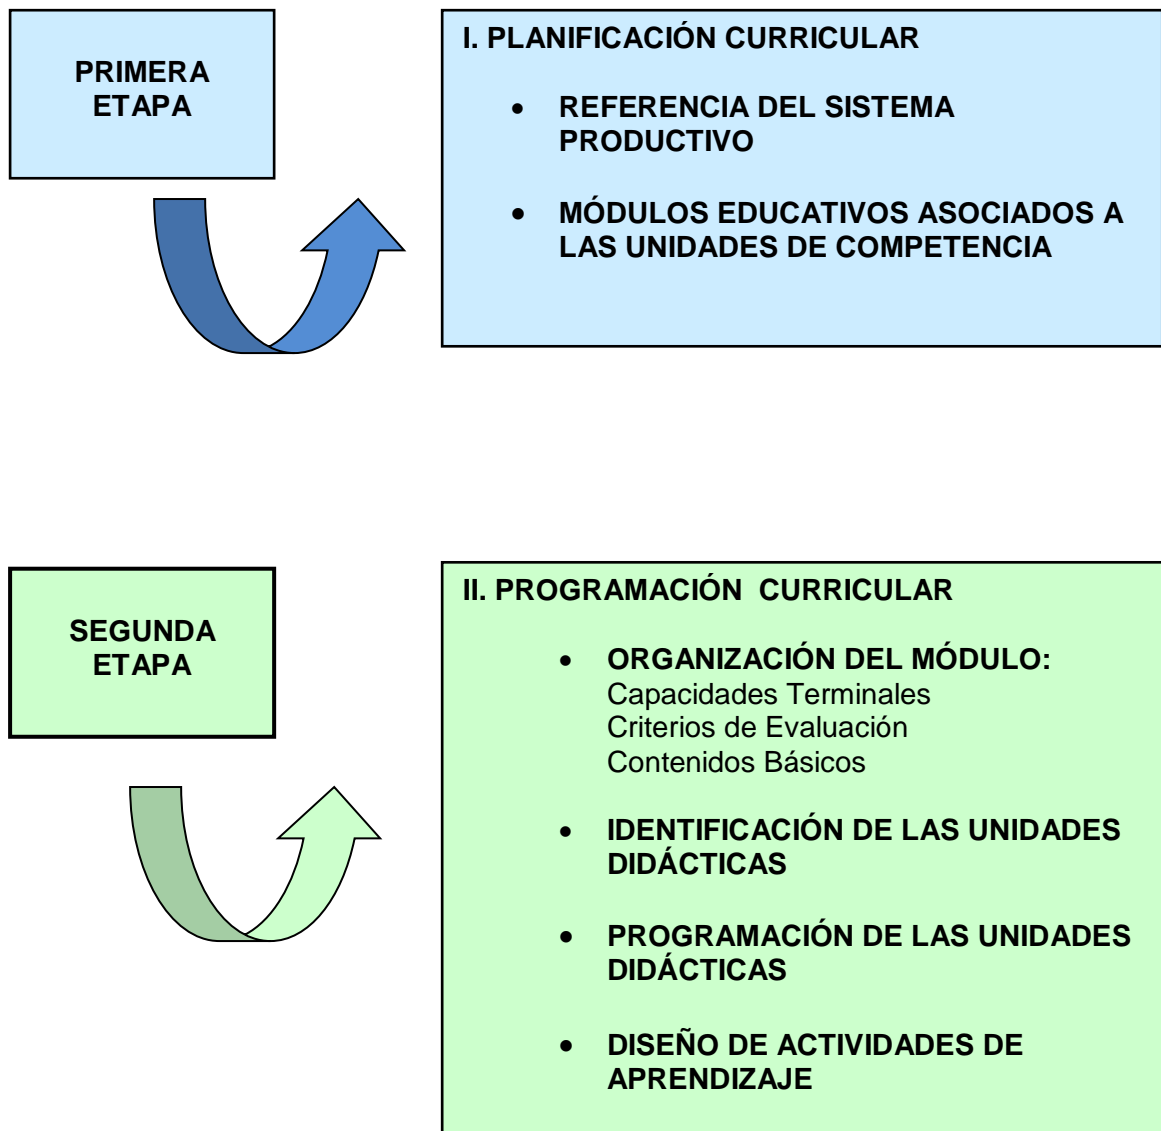 PRIMERA
ETAPA
I. PLANIFICACIÓN CURRICULAR
• REFERENCIA DEL SISTEMA
PRODUCTIVO
• MÓDULOS EDUCATIVOS ASOCIADOS A
LAS UNIDADES DE COMPETENCIA
SEGUNDA
ETAPA
II. PROGRAMACIÓN  CURRICULAR
• ORGANIZACIÓN DEL MÓDULO:
Capacidades Terminales
Criterios de Evaluación
Contenidos Básicos
• IDENTIFICACIÓN DE LAS UNIDADES
DIDÁCTICAS
• PROGRAMACIÓN DE LAS UNIDADES
DIDÁCTICAS
• DISEÑO DE ACTIVIDADES DE
APRENDIZAJE